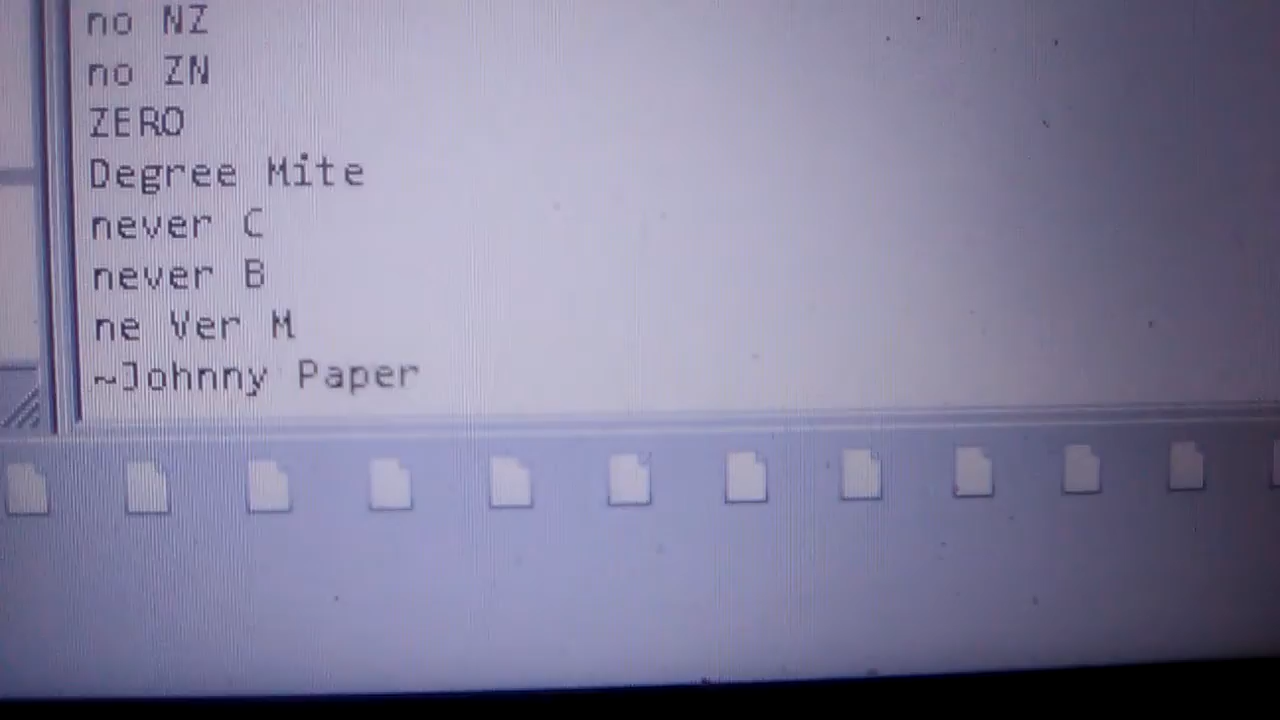 no NZ
no ZN
ZERO
Degree Mite
never C
never B
ne Ver M
~Johnny Paper